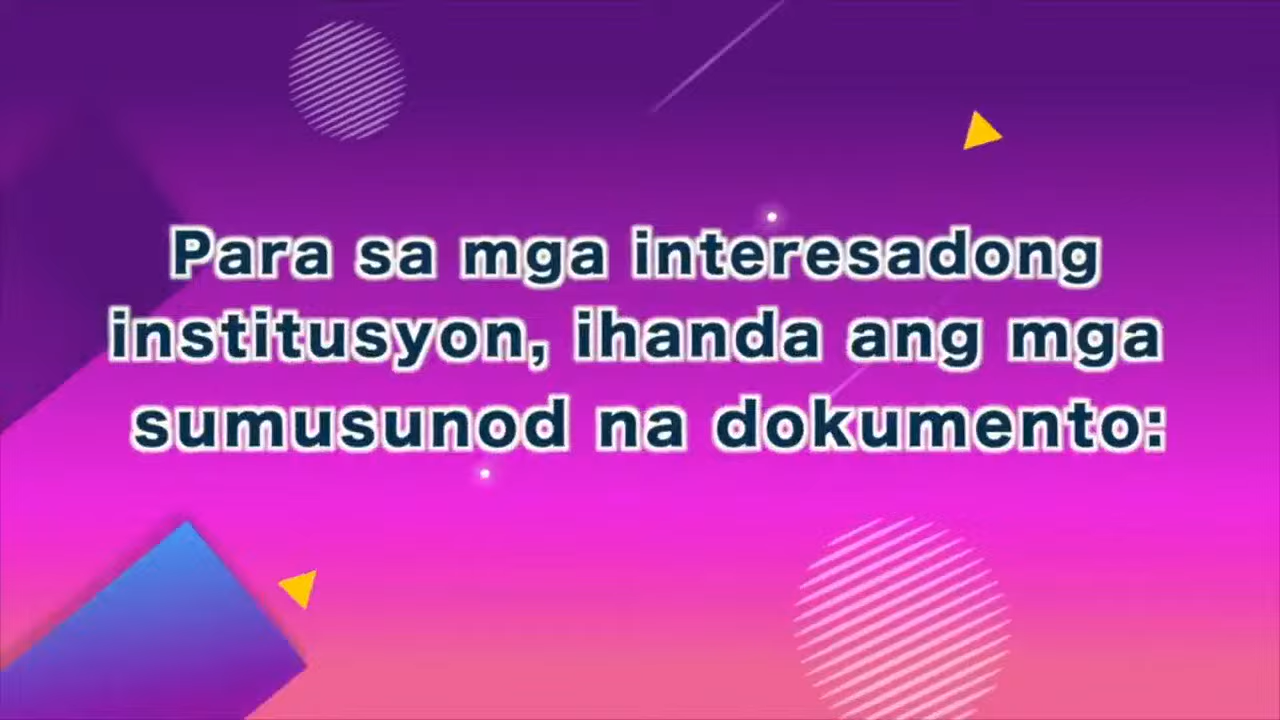 Para sa mga interesadong
institusyon, ihanda ang mga
sumusunod na dokumento: